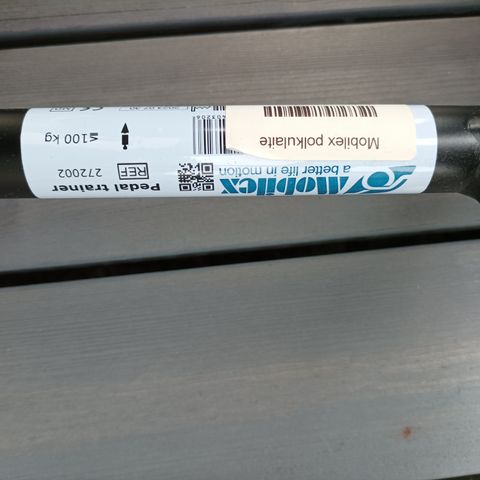 Mobilex
a better life in motion
Mobilex polkulaite
Pedal trainer
REF 272002
100 kg